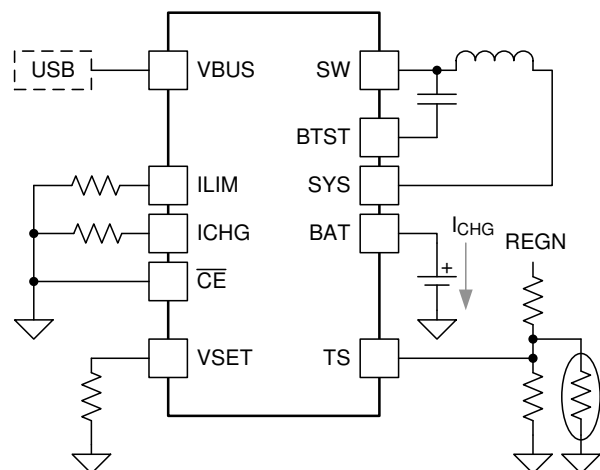 USB
VBUS
SW
BTST
ILIM
SYS
ICHG
BAT
ICHG
REGN
CE
VSET
TS
+